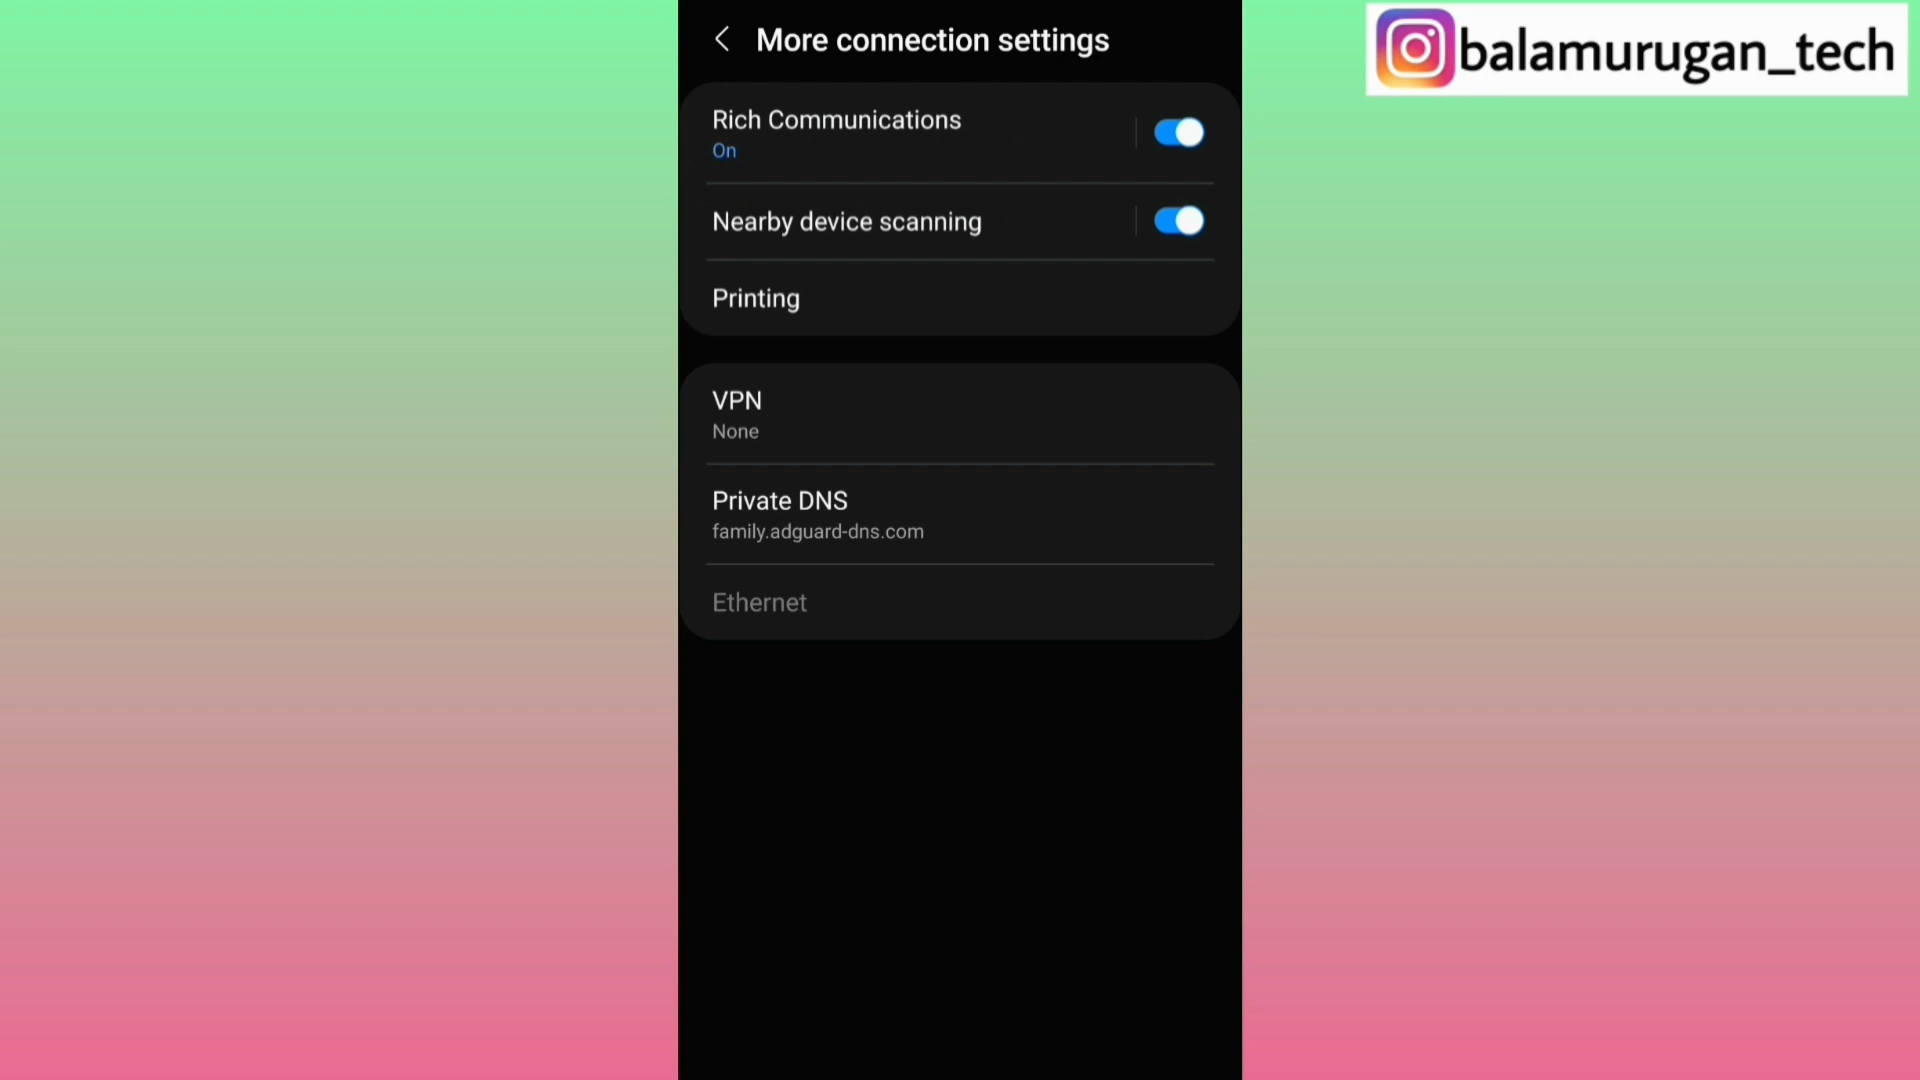 More connection settings
balamurugan_tech
Rich Communications
On
Nearby device scanning
Printing
VPN
None
Private DNS
family.adguard-dns.com
Ethernet